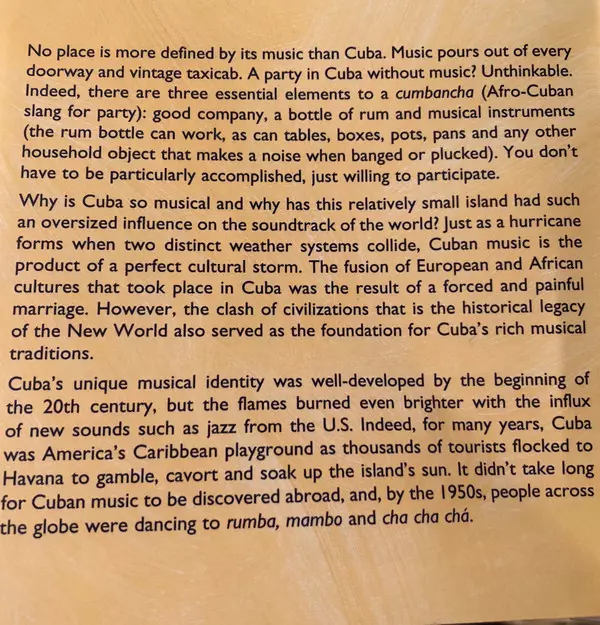 No place is more defined by its music than Cuba. Music pours out of every
doorway and vintage taxicab. A party in Cuba without music? Unthinkable.
Indeed, there are three essential elements to a cumbancha (Afro-Cuban
slang for party): good company, a bottle of rum and musical instruments
(the rum bottle can work, as can tables, boxes, pots, pans and any other
household object that makes a noise when banged or plucked). You don't
have to be particularly accomplished, just willing to participate.
Why is Cuba so musical and why has this relatively small island had such
an oversized influence on the soundtrack of the world? Just as a hurricane
forms when two distinct weather systems collide, Cuban music is the
product of a perfect cultural storm. The fusion of European and African
cultures that took place in Cuba was the result of a forced and painful
marriage. However, the clash of civilizations that is the historical legacy
of the New World also served as the foundation for Cuba's rich musical
traditions.
Cuba's unique musical identity was well-developed by the beginning of
the 20th century, but the flames burned even brighter with the influx
of new sounds such as jazz from the U.S. Indeed, for many years, Cuba
was America's Caribbean playground as thousands of tourists flocked to
Havana to gamble, cavort and soak up the island's sun. It didn't take long
for Cuban music to be discovered abroad, and, by the 1950s, people across
the globe were dancing to rumba, mambo and cha cha chá.